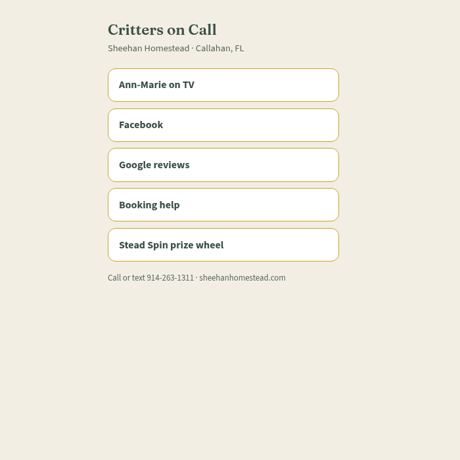 Critters on Call
Sheehan Homestead · Callahan, FL
Ann-Marie on TV
Facebook
Google reviews
Booking help
Stead Spin prize wheel
Call or text 914-263-1311 · sheehanhomestead.com